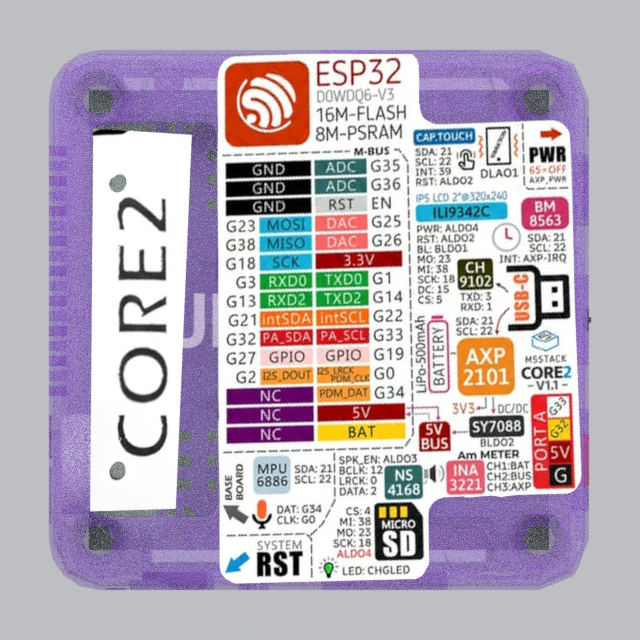 CORE2
ESP32
D0WDQ6-V3
16M-FLASH
8M-PSRAM
M-BUS
GND ADC G35
GND ADC G36
GND RST EN
G23 MOSI DAC G25
G38 MISO DAC G26
G18 SCK 3.3V
G3 RXD0 TXD0 G1
G13 RXD2 TXD2 G14
G21 intSDA intSCL G22
G32 PA_SDA PA_SCL G33
G27 GPIO GPIO G19
G2 I2S_DOUT I2S_LRCK PDM_CLK G0
NC PDM_DAT G34
NC 5V
NC BAT
CAP.TOUCH
SDA: 21
SCL: 22
INT: 39
RST: ALDO2
DLAO1
PWR
6S=OFF
AXP_PWR
IPS LCD 2"@320x240
ILI9342C
PWR: ALDO4
RST: ALDO2
BL: BLDO1
MO: 23
MI: 38
SCK: 18
DC: 15
CS: 5
BM
8563
SDA: 21
SCL: 22
INT: AXP-IRQ
CH
9102
TXD: 3
RXD: 1
USB-C
SDA: 21
SCL: 22
LiPo-500mAh
BATTERY
AXP
2101
M5STACK
CORE2
-V1.1-
3V3
DC/DC
5V
BUS
SY7088
BLDO2
PORT A
G33
G32
5V
G
Am METER
INA
3221
CH1:BAT
CH2:BUS
CH3:AXP
BASE
BOARD
MPU
6886
SDA: 21
SCL: 22
DAT: G34
CLK: G0
SPK_EN: ALDO3
BCLK: 12
LRCK: 0
DATA: 2
NS
4168
CS: 4
MI: 38
MO: 23
SCK: 18
ALDO4
MICRO
SD
SYSTEM
RST
LED: CHGLED